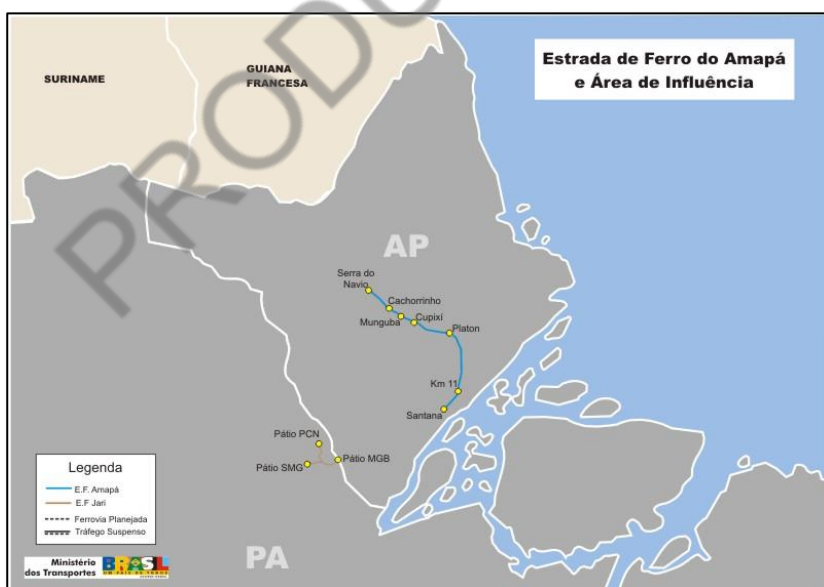 PRODU
SURINAME
GUIANA
FRANCESA
Estrada de Ferro do Amapá
e Área de Influência
AP
Serra do
Navio
Cachorrinho
Munguba
Cupixí
Platon
Km 11
Santana
Pátio PCN
Pátio SMG
Pátio MGB
Legenda
E.F. Amapá
E.F Jari
Ferrovia Planejada
Tráfego Suspenso
Ministério
dos Transportes
BRASIL
PA